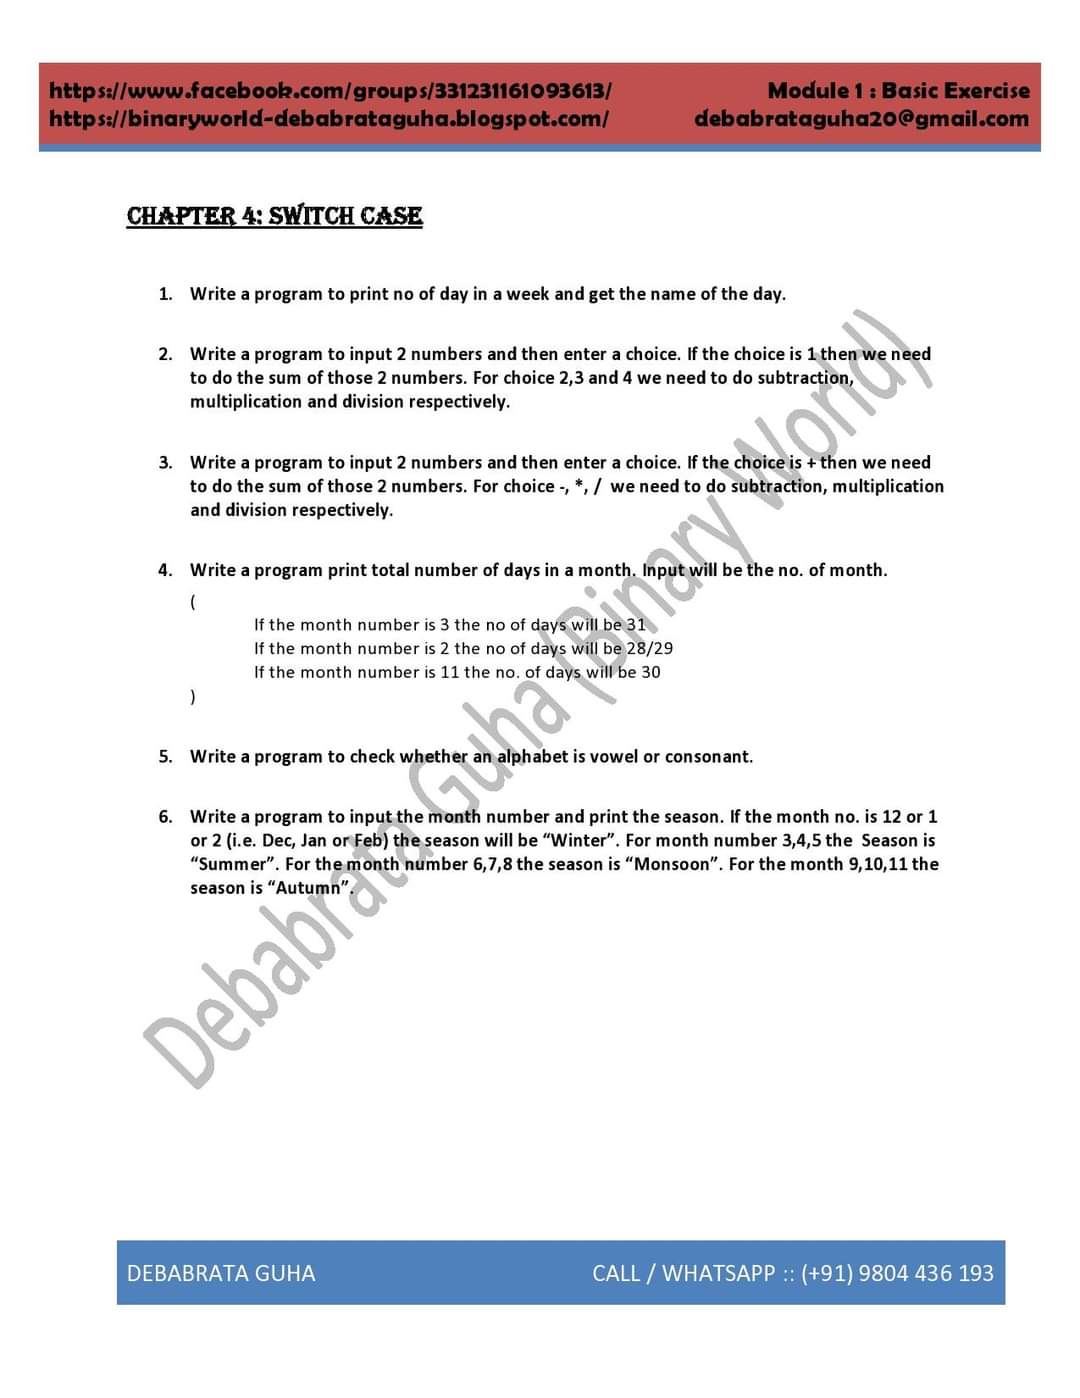 https://www.facebook.com/groups/331231161093613/ Module 1 : Basic Exercise
https://binaryworld-debabrataguha.blogspot.com/ debabrataguha20@gmail.com
CHAPTER 4: SWITCH CASE
1. Write a program to print no of day in a week and get the name of the day.
2. Write a program to input 2 numbers and then enter a choice. If the choice is 1 then we need
to do the sum of those 2 numbers. For choice 2,3 and 4 we need to do subtraction,
multiplication and division respectively.
3. Write a program to input 2 numbers and then enter a choice. If the choice is + then we need
to do the sum of those 2 numbers. For choice -, *, / we need to do subtraction, multiplication
and division respectively.
4. Write a program print total number of days in a month. Input will be the no. of month.
(
If the month number is 3 the no of days will be 31
If the month number is 2 the no of days will be 28/29
If the month number is 11 the no. of days will be 30
)
5. Write a program to check whether an alphabet is vowel or consonant.
6. Write a program to input the month number and print the season. If the month no. is 12 or 1
or 2 (i.e. Dec, Jan or Feb) the season will be “Winter”. For month number 3,4,5 the Season is
“Summer”. For the month number 6,7,8 the season is “Monsoon”. For the month 9,10,11 the
season is “Autumn”.
Debabrata Guha (Binary World)
DEBABRATA GUHA CALL / WHATSAPP :: (+91) 9804 436 193